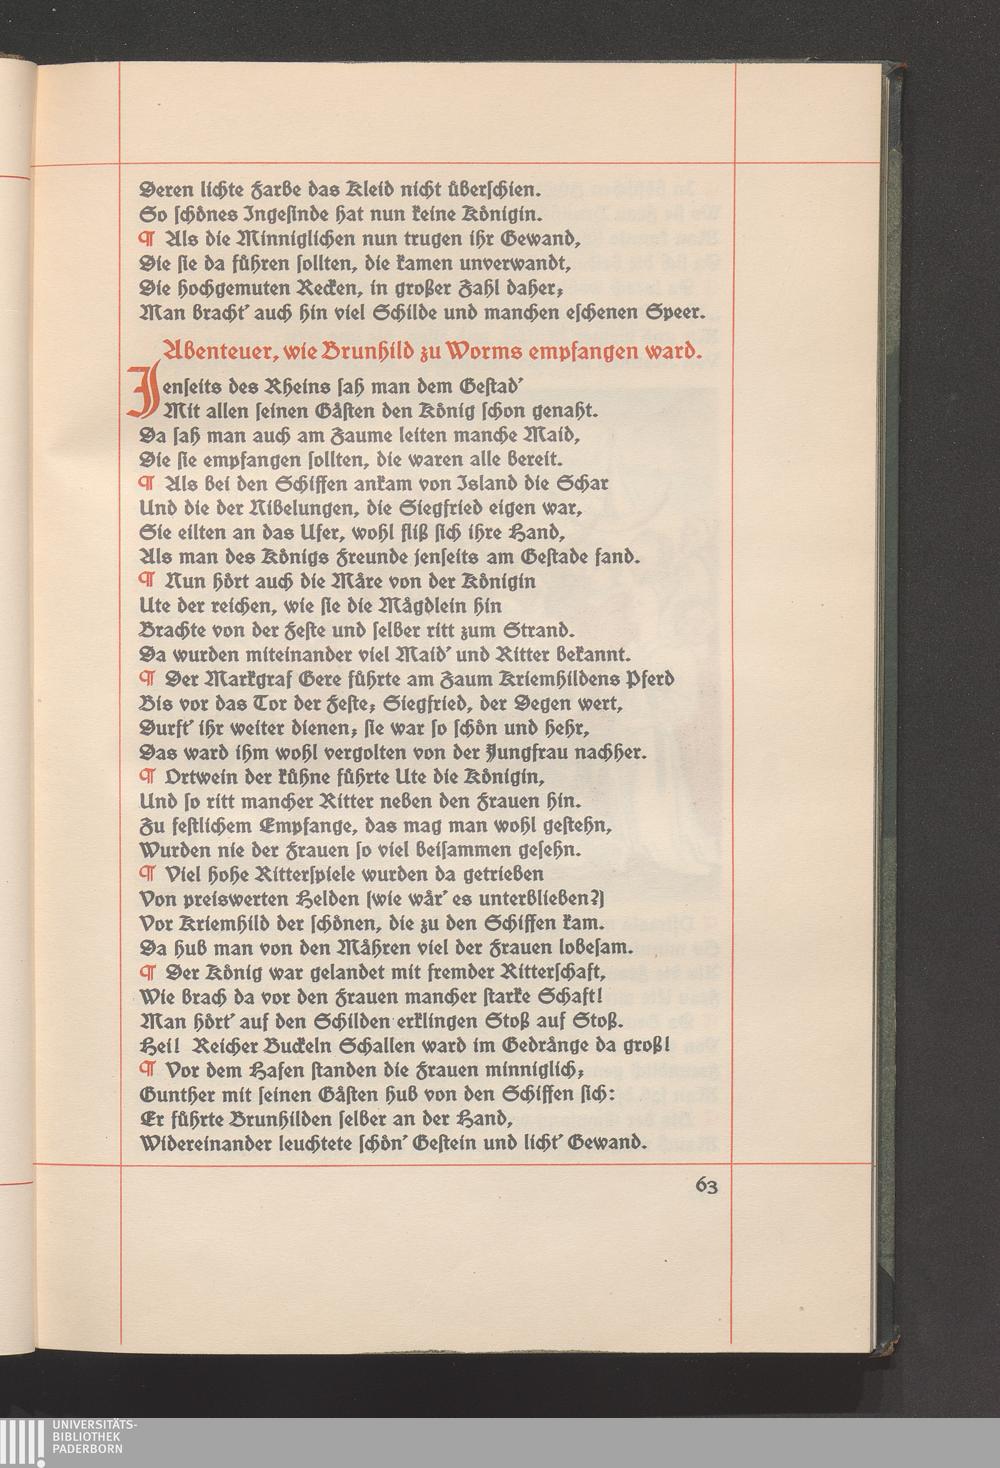 Deren lichte Farbe das Kleid nicht überschien.
So schönes Ingesinde hat nun keine Königin.
¶ Als die Minniglichen nun trugen ihr Gewand,
Die sie da führen sollten, die kamen unverwandt,
Die hochgemuten Recken, in großer Zahl daher;
Man bracht' auch hin viel Schilde und manchen eschenen Speer.
Abenteuer, wie Brunhild zu Worms empfangen ward.
Jenseits des Rheins sah man dem Gestad'
Mit allen seinen Gästen den König schon genaht.
Da sah man auch am Zaume leiten manche Maid,
Die sie empfangen sollten, die waren alle bereit.
¶ Als bei den Schiffen ankam von Island die Schar
Und die der Nibelungen, die Siegfried eigen war,
Sie eilten an das Ufer, wohl fliß sich ihre Hand,
Als man des Königs Freunde jenseits am Gestade fand.
¶ Nun hört auch die Märe von der Königin
Ute der reichen, wie sie die Mägdlein hin
Brachte von der Feste und selber ritt zum Strand.
Da wurden miteinander viel Maid' und Ritter bekannt.
¶ Der Markgraf Gere führte am Zaum Kriemhildens Pferd
Bis vor das Tor der Feste; Siegfried, der Degen wert,
Durft' ihr weiter dienen; sie war so schön und hehr,
Das ward ihm wohl vergolten von der Jungfrau nachher.
¶ Ortwein der kühne führte Ute die Königin,
Und so ritt mancher Ritter neben den Frauen hin.
Zu festlichem Empfange, das mag man wohl gestehn,
Wurden nie der Frauen so viel beisammen gesehn.
¶ Viel hohe Ritterspiele wurden da getrieben
Von preiswerten Helden (wie wär' es unterblieben?)
Vor Kriemhild der schönen, die zu den Schiffen kam.
Da hub man von den Mähren viel der Frauen lobesam.
¶ Der König war gelandet mit fremder Ritterschaft,
Wie brach da vor den Frauen mancher starke Schaft!
Man hört' auf den Schilden erklingen Stoß auf Stoß.
Hei! Reicher Buckeln Schallen ward im Gedränge da groß!
¶ Vor dem Hafen standen die Frauen minniglich;
Gunther mit seinen Gästen hub von den Schiffen sich:
Er führte Brunhilden selber an der Hand,
Widereinander leuchtete schön' Gestein und licht' Gewand.
63
UNIVERSITÄTS-
BIBLIOTHEK
PADERBORN